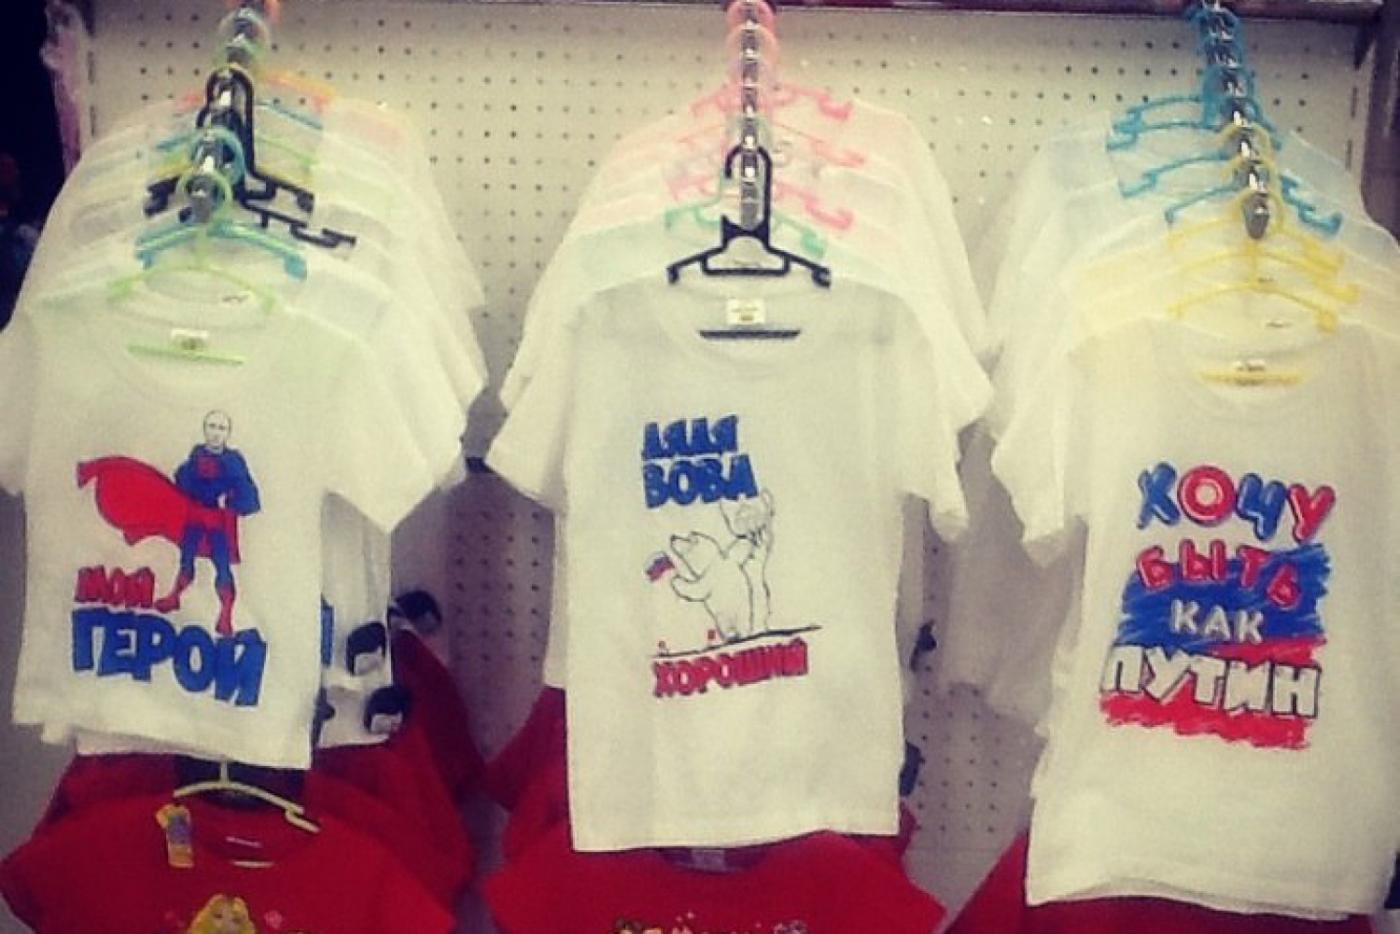 МОЙ
ГЕРОЙ
ДЯДЯ
ВОВА
ХОРОШИЙ
ХОЧУ
БЫТЬ
КАК
ПУТИН